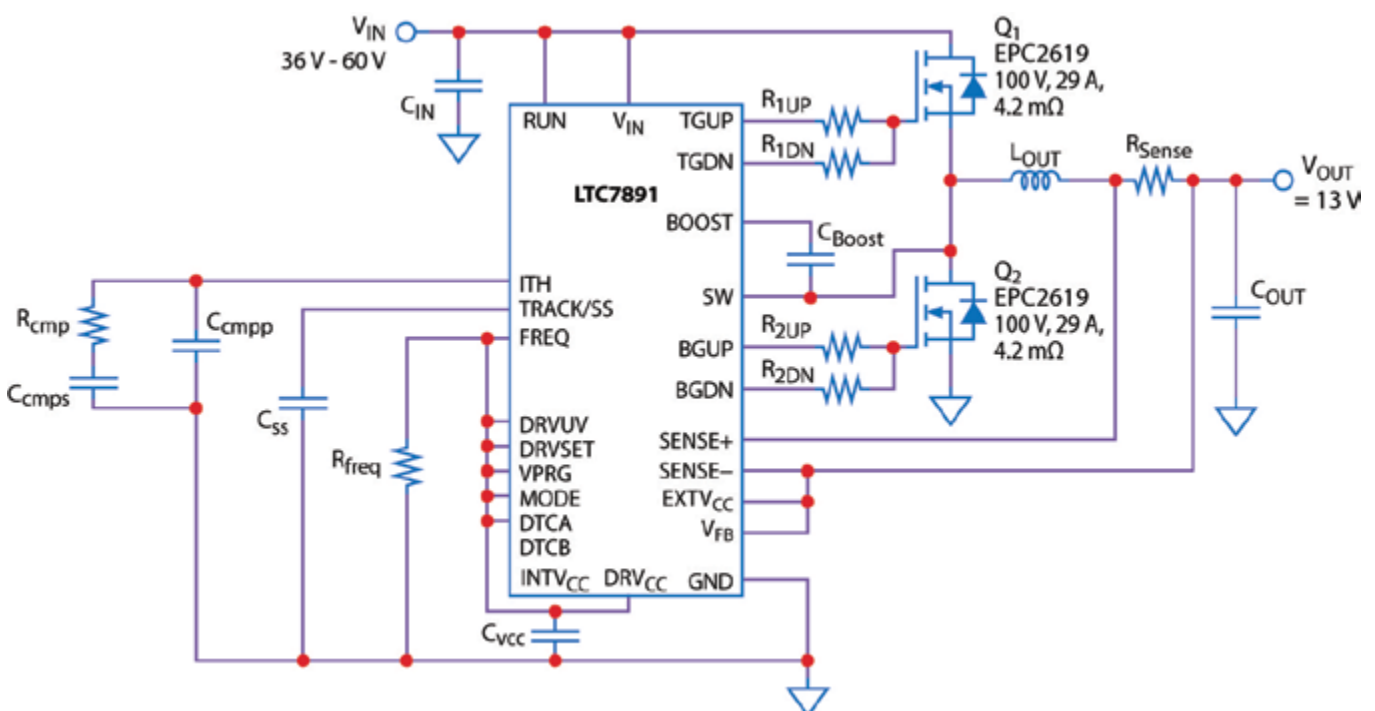 V_IN
36 V - 60 V
C_IN
RUN
V_IN
TGUP
TGDN
LTC7891
BOOST
SW
BGUP
BGDN
SENSE+
SENSE–
EXTV_CC
V_FB
GND
ITH
TRACK/SS
FREQ
DRVUV
DRVSET
VPRG
MODE
DTCA
DTCB
INTV_CC
DRV_CC
R_1UP
R_1DN
Q_1
EPC2619
100 V, 29 A,
4.2 mΩ
L_OUT
R_Sense
V_OUT
= 13 V
C_Boost
Q_2
EPC2619
100 V, 29 A,
4.2 mΩ
C_OUT
R_2UP
R_2DN
R_cmp
C_cmpp
C_cmps
C_ss
R_freq
C_vcc